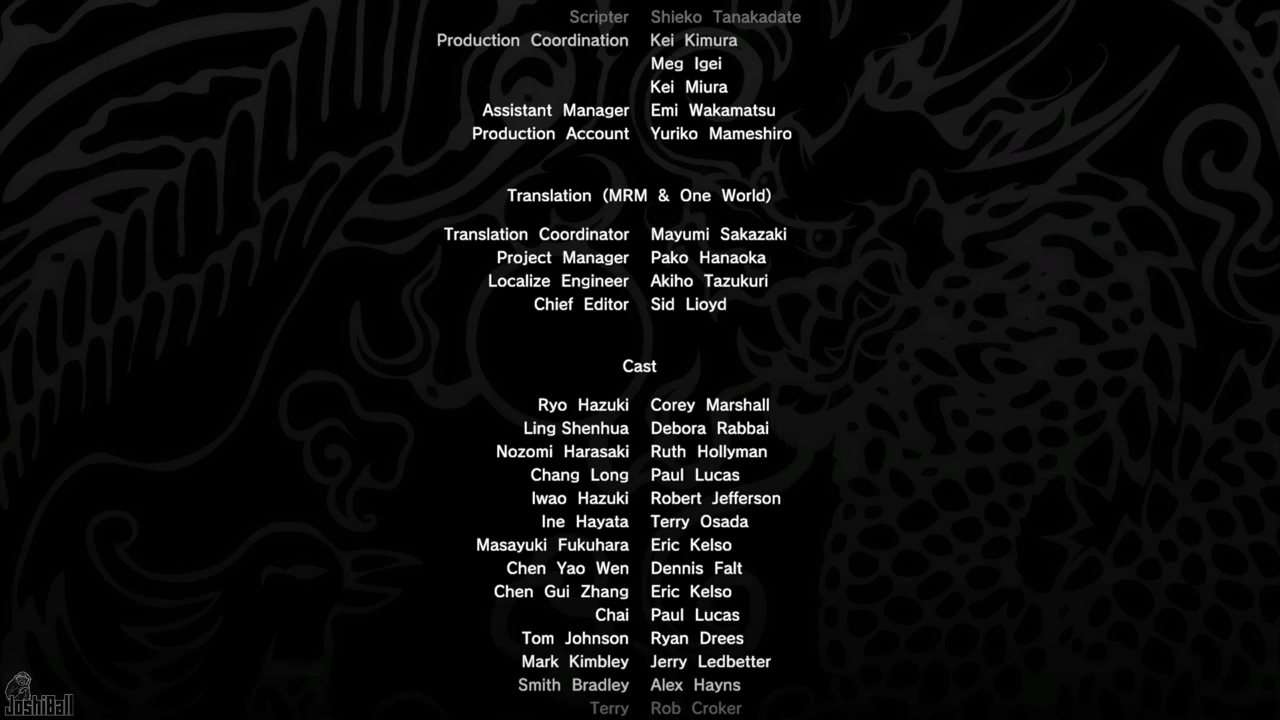 Scripter Shieko Tanakadate
Production Coordination Kei Kimura
Meg Igei
Kei Miura
Assistant Manager Emi Wakamatsu
Production Account Yuriko Mameshiro
Translation (MRM & One World)
Translation Coordinator Mayumi Sakazaki
Project Manager Pako Hanaoka
Localize Engineer Akiho Tazukuri
Chief Editor Sid Lioyd
Cast
Ryo Hazuki Corey Marshall
Ling Shenhua Debora Rabbai
Nozomi Harasaki Ruth Hollyman
Chang Long Paul Lucas
Iwao Hazuki Robert Jefferson
Ine Hayata Terry Osada
Masayuki Fukuhara Eric Kelso
Chen Yao Wen Dennis Falt
Chen Gui Zhang Eric Kelso
Chai Paul Lucas
Tom Johnson Ryan Drees
Mark Kimbley Jerry Ledbetter
Smith Bradley Alex Hayns
Terry Rob Croker
JoshiBall